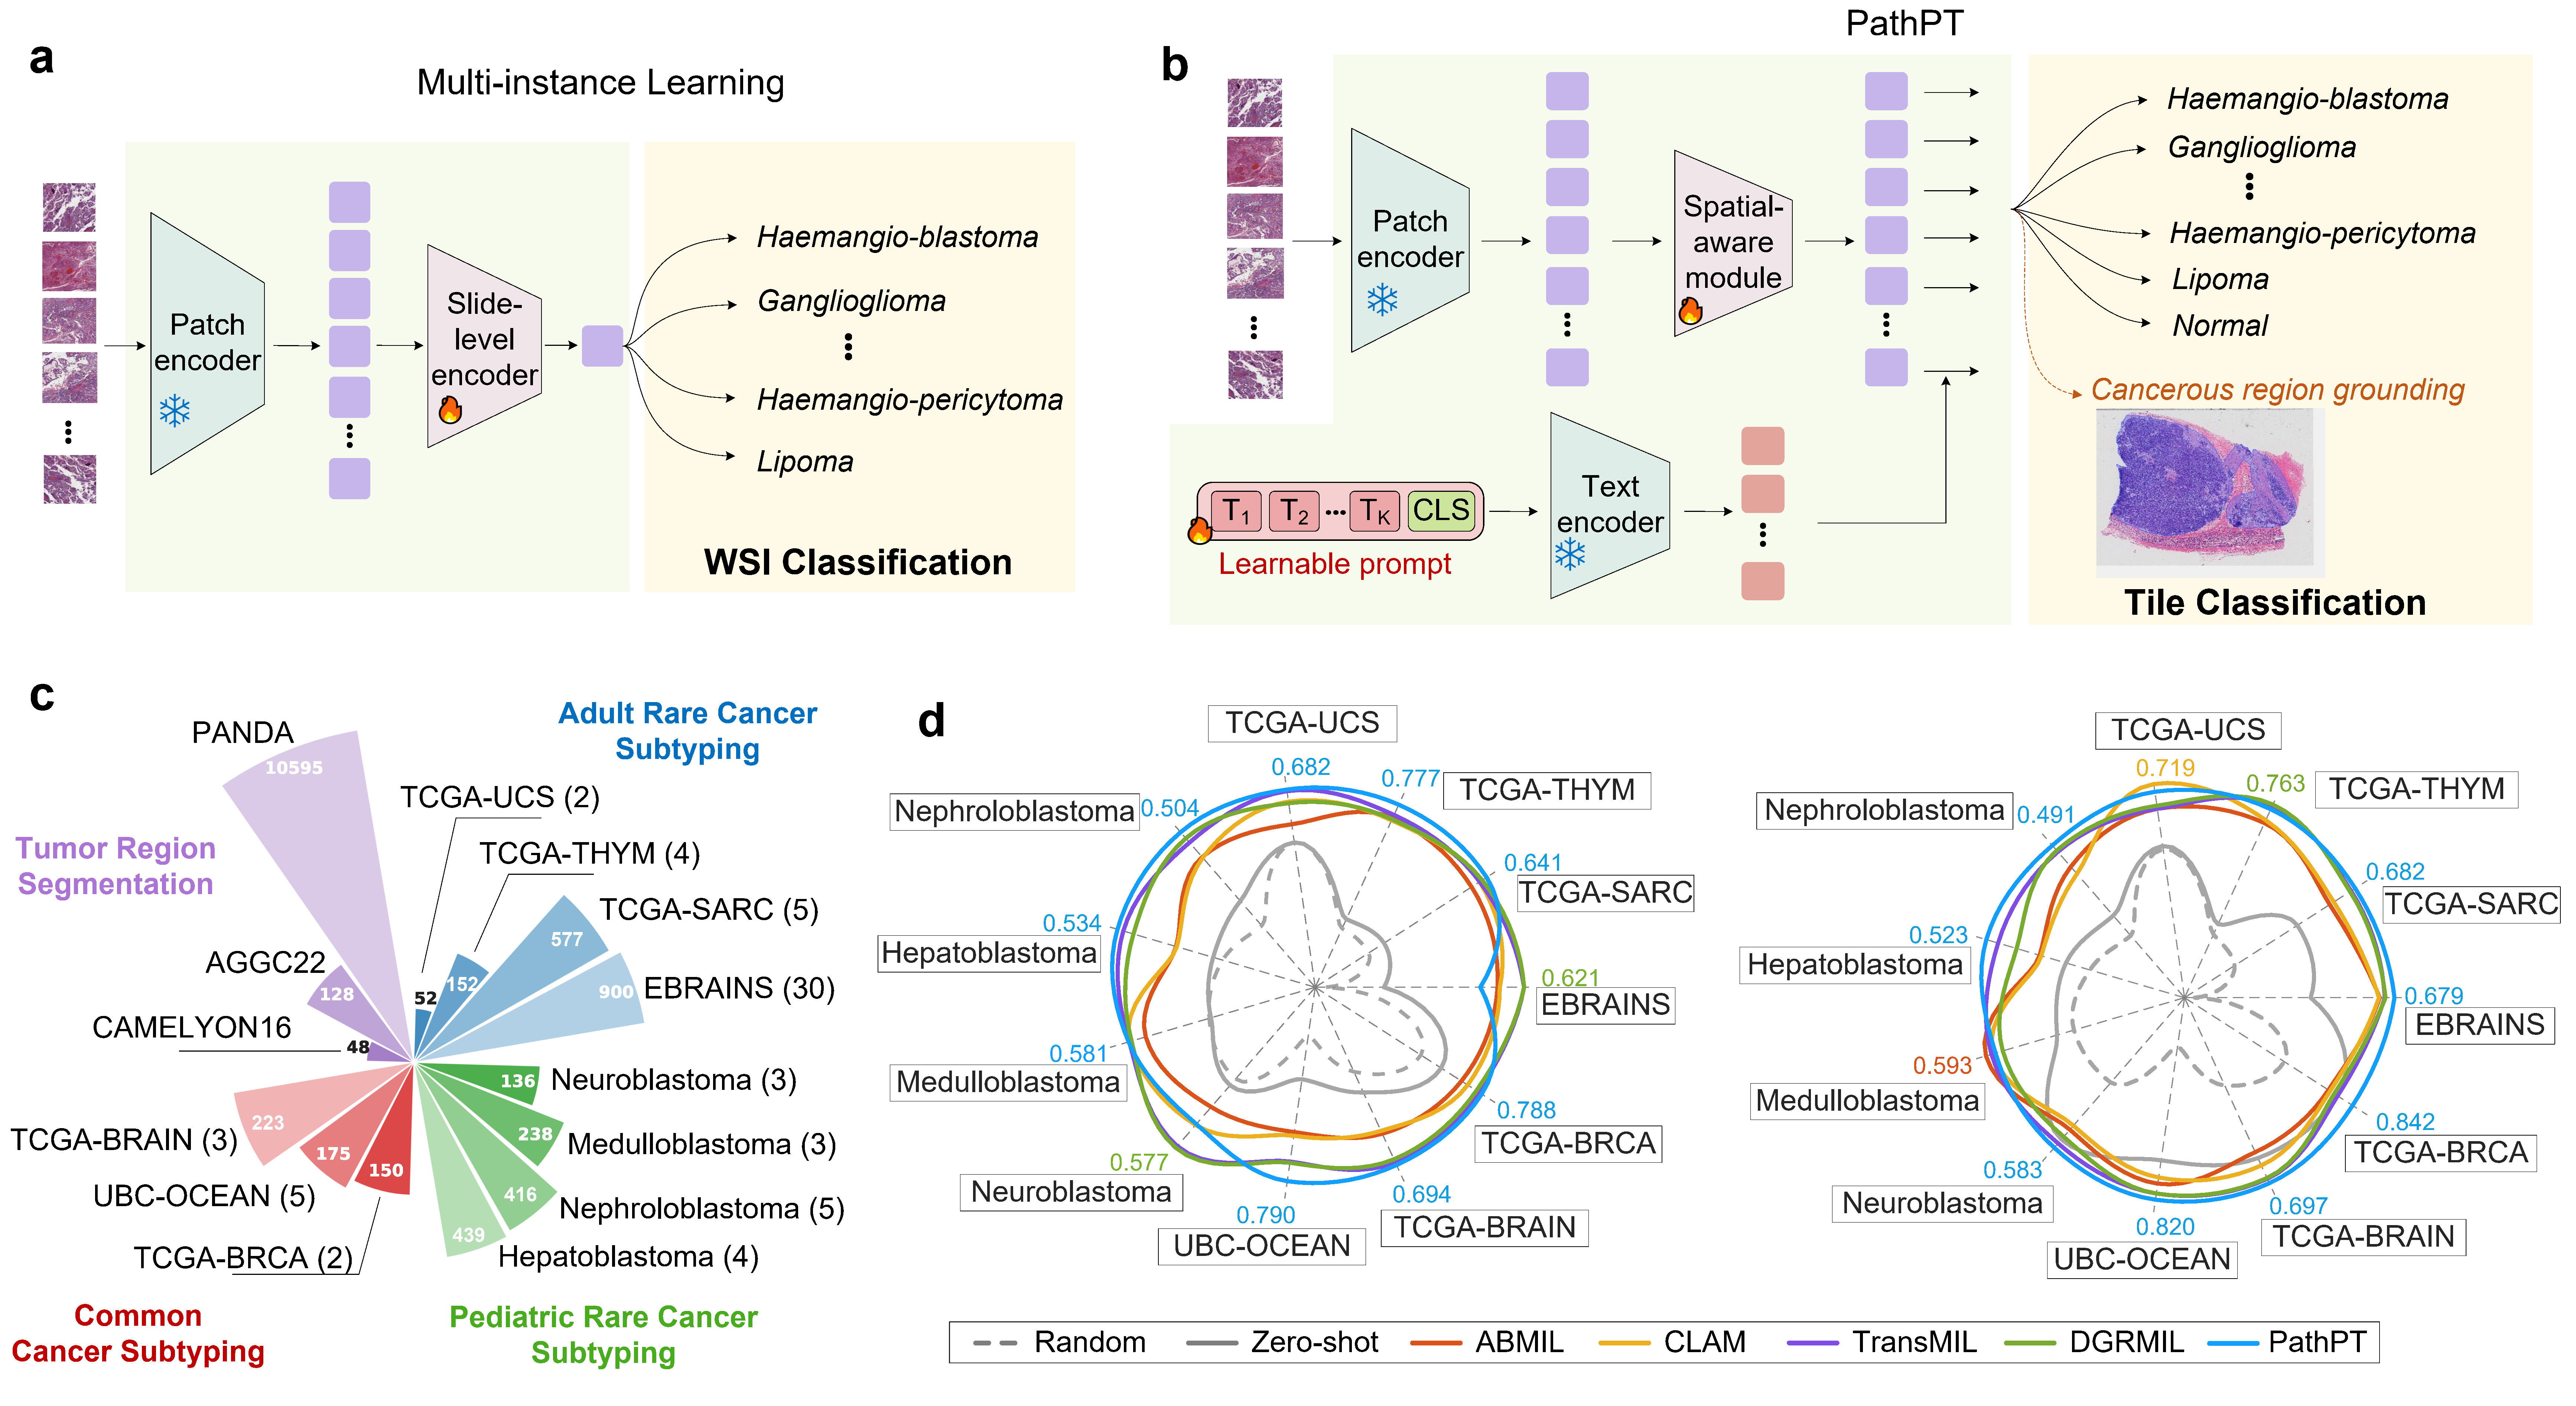 a
Multi-instance Learning
Patch
encoder
Slide-
level
encoder
Haemangio-blastoma
Ganglioglioma
Haemangio-pericytoma
Lipoma
WSI Classification
b
PathPT
Patch
encoder
Spatial-
aware
module
T1 T2 ... TK CLS
Learnable prompt
Text
encoder
Haemangio-blastoma
Ganglioglioma
Haemangio-pericytoma
Lipoma
Normal
Cancerous region grounding
Tile Classification
c
Adult Rare Cancer
Subtyping
PANDA
10595
TCGA-UCS (2)
52
TCGA-THYM (4)
152
TCGA-SARC (5)
577
EBRAINS (30)
900
Tumor Region
Segmentation
AGGC22
128
CAMELYON16
48
Neuroblastoma (3)
136
Medulloblastoma (3)
238
Nephroloblastoma (5)
416
Hepatoblastoma (4)
439
TCGA-BRAIN (3)
223
UBC-OCEAN (5)
175
TCGA-BRCA (2)
150
Common
Cancer Subtyping
Pediatric Rare Cancer
Subtyping
d
TCGA-UCS
0.682
0.777
TCGA-THYM
0.641
TCGA-SARC
0.621
EBRAINS
0.788
TCGA-BRCA
0.694
TCGA-BRAIN
0.790
UBC-OCEAN
0.577
Neuroblastoma
0.581
Medulloblastoma
0.534
Hepatoblastoma
0.504
Nephroloblastoma
TCGA-UCS
0.719
0.763
TCGA-THYM
0.682
TCGA-SARC
0.679
EBRAINS
0.842
TCGA-BRCA
0.697
TCGA-BRAIN
0.820
UBC-OCEAN
0.583
Neuroblastoma
0.593
Medulloblastoma
0.523
Hepatoblastoma
0.491
Nephroloblastoma
Random Zero-shot ABMIL CLAM TransMIL DGRMIL PathPT